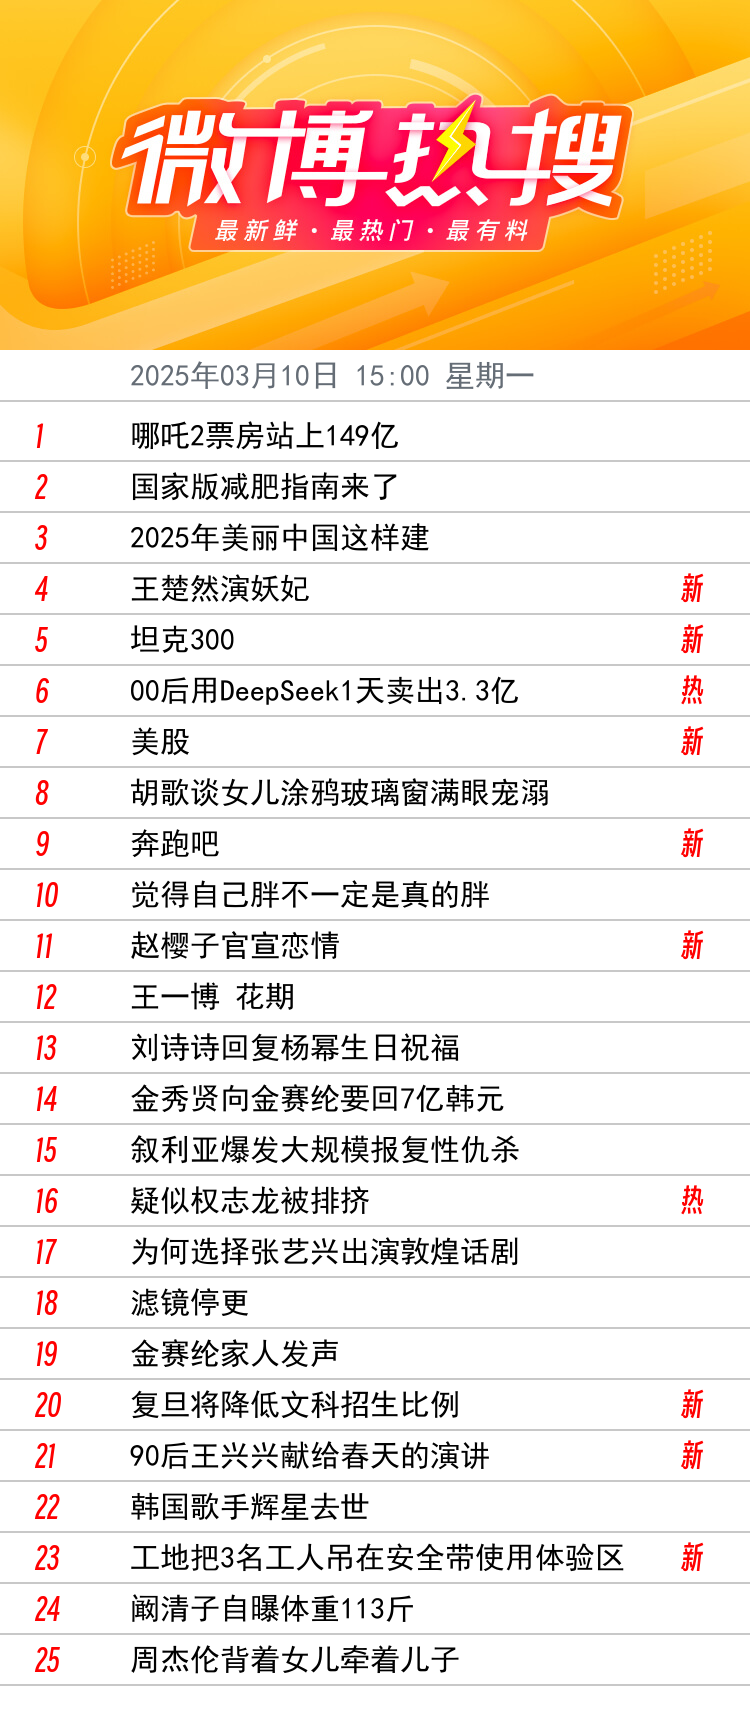 微博热搜
最新鲜·最热门·最有料
2025年03月10日 15:00 星期一
1 哪吒2票房站上149亿
2 国家版减肥指南来了
3 2025年美丽中国这样建
4 王楚然演妖妃 新
5 坦克300 新
6 00后用DeepSeek1天卖出3.3亿 热
7 美股 新
8 胡歌谈女儿涂鸦玻璃窗满眼宠溺
9 奔跑吧 新
10 觉得自己胖不一定是真的胖
11 赵樱子官宣恋情 新
12 王一博 花期
13 刘诗诗回复杨幂生日祝福
14 金秀贤向金赛纶要回7亿韩元
15 叙利亚爆发大规模报复性仇杀
16 疑似权志龙被排挤 热
17 为何选择张艺兴出演敦煌话剧
18 滤镜停更
19 金赛纶家人发声
20 复旦将降低文科招生比例 新
21 90后王兴兴献给春天的演讲 新
22 韩国歌手辉星去世
23 工地把3名工人吊在安全带使用体验区 新
24 阚清子自曝体重113斤
25 周杰伦背着女儿牵着儿子